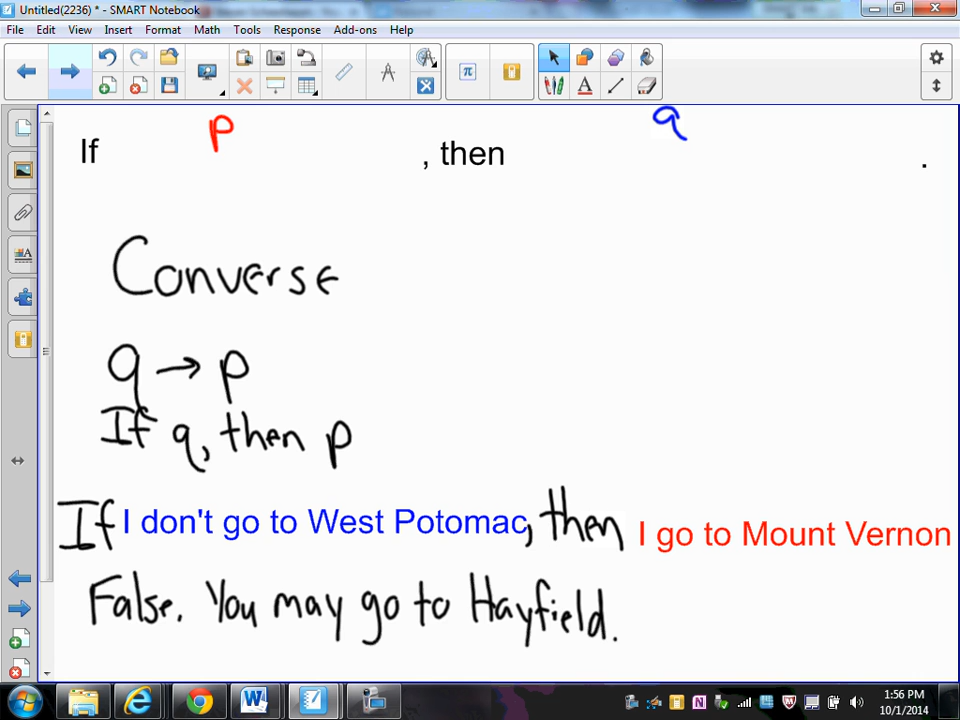 Untitled(2236) * - SMART Notebook
File Edit View Insert Format Math Tools Response Add-ons Help
p q
If , then .
Converse
q → p
If q, then p
If I don't go to West Potomac, then I go to Mount Vernon
False. You may go to Hayfield.
1:56 PM
10/1/2014